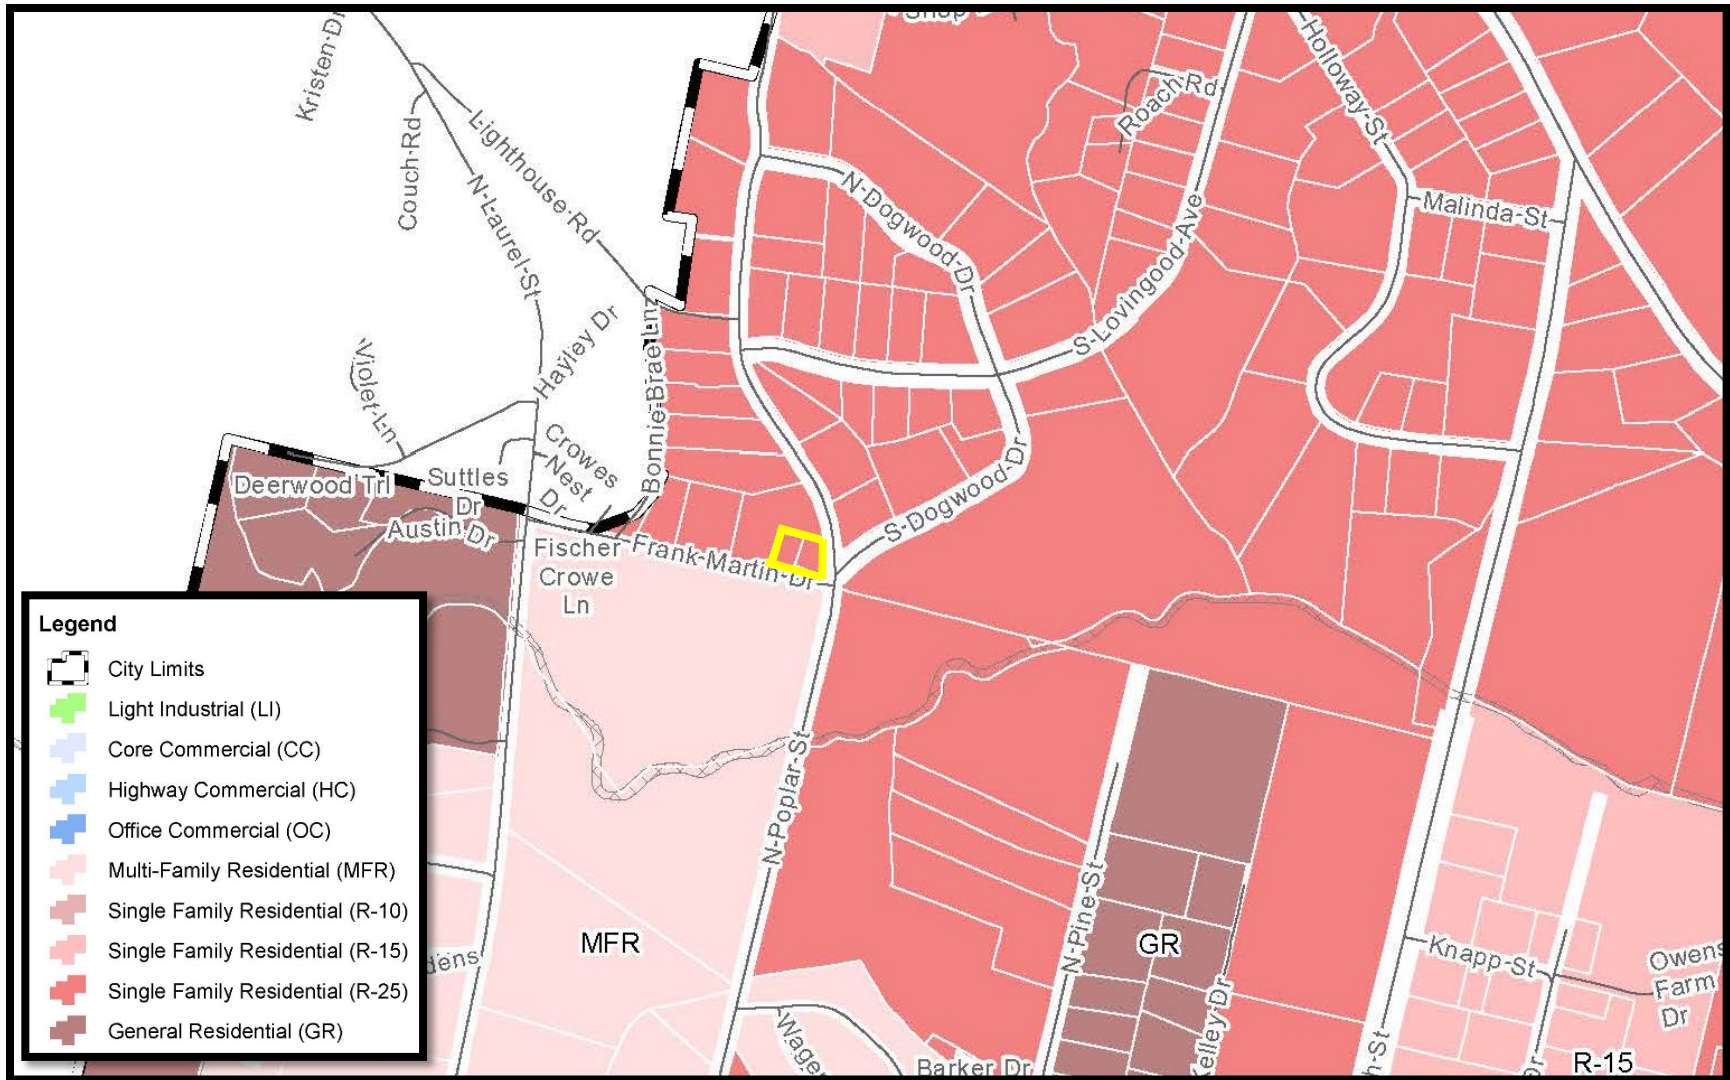 Kristen-Dr
Couch-Rd
Lighthouse-Rd
N-Laurel-St
Roach-Rd
Holloway-St
Malinda-St
N-Dogwood-Dr
S-Lovingood-Ave
Hayley Dr
Violet-Ln
Bonnie-Brae-Ln
Crowes
Nest
Dr
Deerwood Trl
Suttles
Dr
Austin-Dr
S-Dogwood-Dr
Fischer
Crowe
Ln
Frank-Martin-Dr
N-Poplar-St
N-Pine-St
MFR
GR
Knapp-St
Owens
Farm
Dr
Kelley-Dr
Barker Dr
R-15
Legend
City Limits
Light Industrial (LI)
Core Commercial (CC)
Highway Commercial (HC)
Office Commercial (OC)
Multi-Family Residential (MFR)
Single Family Residential (R-10)
Single Family Residential (R-15)
Single Family Residential (R-25)
General Residential (GR)